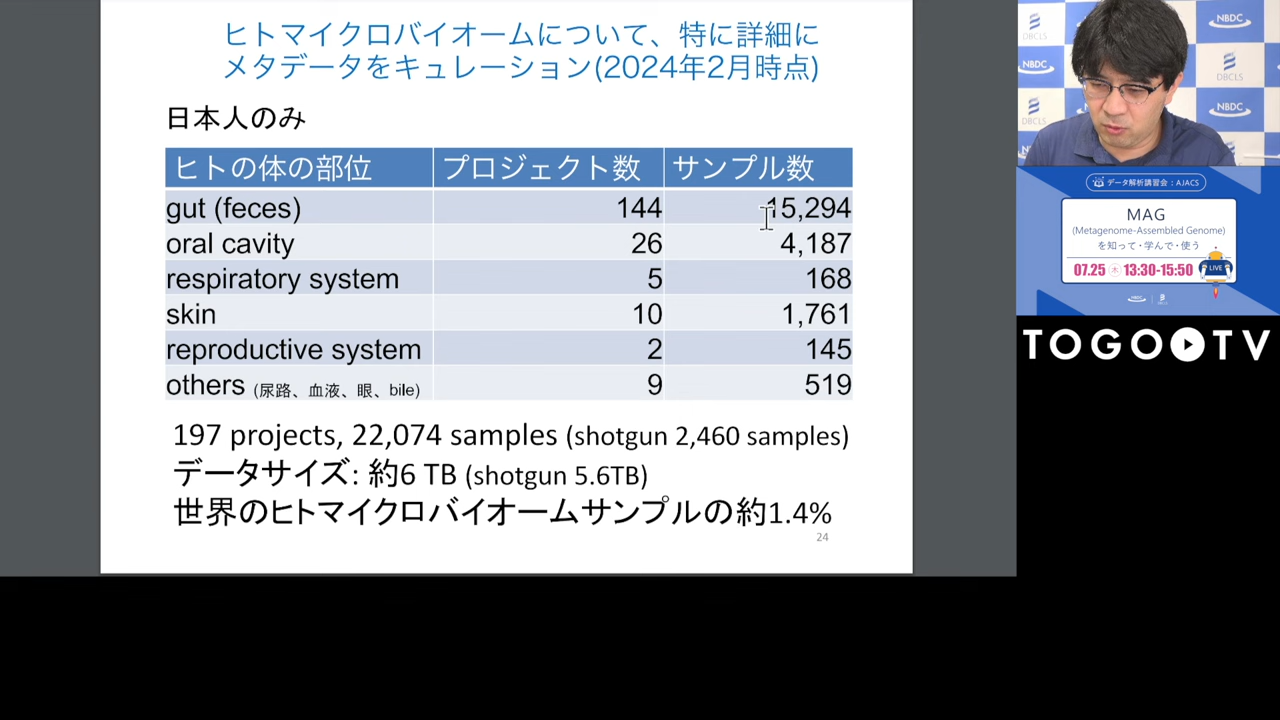 ヒトマイクロバイオームについて、特に詳細に
メタデータをキュレーション(2024年2月時点)
日本人のみ
ヒトの体の部位 プロジェクト数 サンプル数
gut (feces) 144 15,294
oral cavity 26 4,187
respiratory system 5 168
skin 10 1,761
reproductive system 2 145
others (尿路、血液、眼、bile) 9 519
197 projects, 22,074 samples (shotgun 2,460 samples)
データサイズ: 約6 TB (shotgun 5.6TB)
世界のヒトマイクロバイオームサンプルの約1.4%
24
DBCLS
NBDC
NBDC
DBCLS
DBCLS
NBDC
データ解析講習会：AJACS
MAG
(Metagenome-Assembled Genome)
を知って・学んで・使う
07.25 木 13:30-15:50
LIVE
TOGO TV